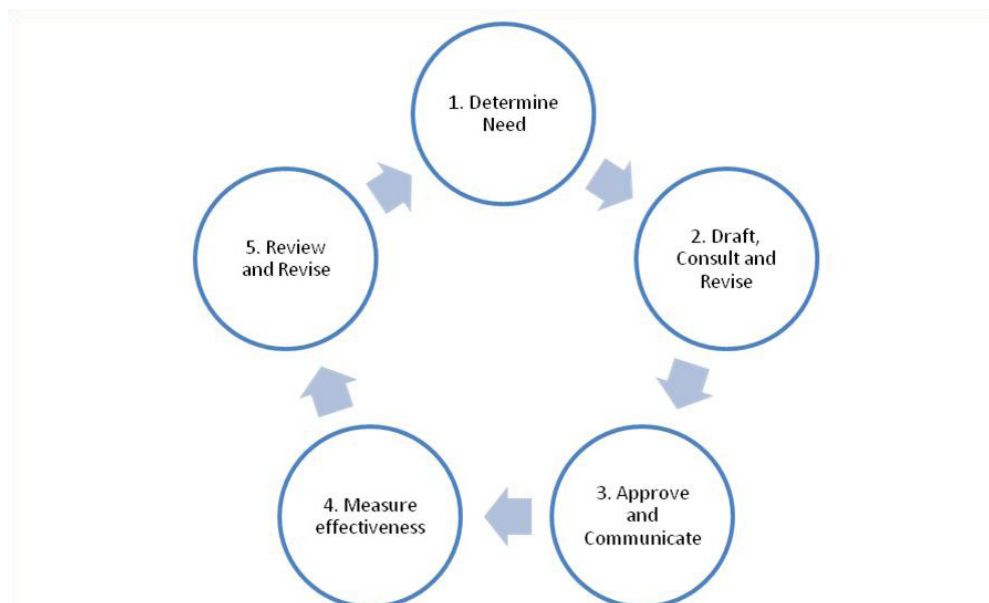 1. Determine
Need
2. Draft,
Consult and
Revise
3. Approve
and
Communicate
4. Measure
effectiveness
5. Review
and Revise